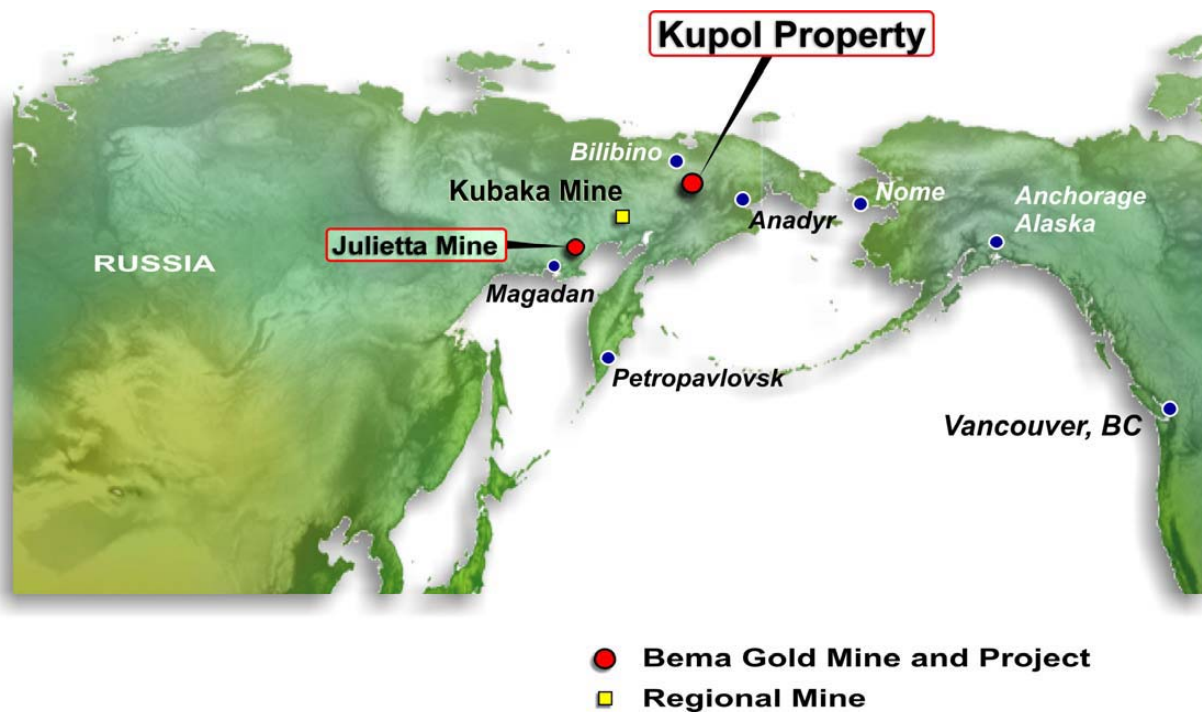 Kupol Property
Bilibino
Kubaka Mine
Nome
Anchorage
Alaska
Anadyr
Julietta Mine
RUSSIA
Magadan
Petropavlovsk
Vancouver, BC
Bema Gold Mine and Project
Regional Mine